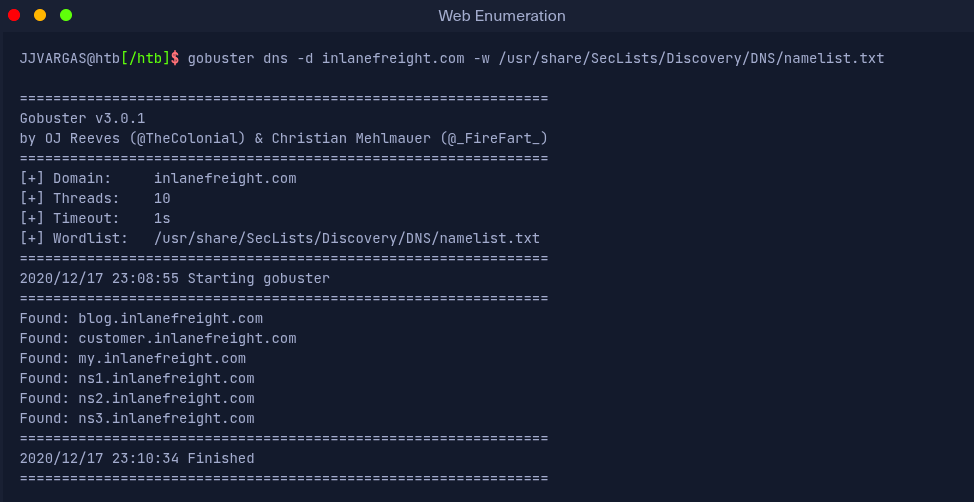 Web Enumeration
JJVARGAS@htb[/htb]$ gobuster dns -d inlanefreight.com -w /usr/share/SecLists/Discovery/DNS/namelist.txt
===============================================================
Gobuster v3.0.1
by OJ Reeves (@TheColonial) & Christian Mehlmauer (@_FireFart_)
===============================================================
[+] Domain:     inlanefreight.com
[+] Threads:    10
[+] Timeout:    1s
[+] Wordlist:   /usr/share/SecLists/Discovery/DNS/namelist.txt
===============================================================
2020/12/17 23:08:55 Starting gobuster
===============================================================
Found: blog.inlanefreight.com
Found: customer.inlanefreight.com
Found: my.inlanefreight.com
Found: ns1.inlanefreight.com
Found: ns2.inlanefreight.com
Found: ns3.inlanefreight.com
===============================================================
2020/12/17 23:10:34 Finished
===============================================================